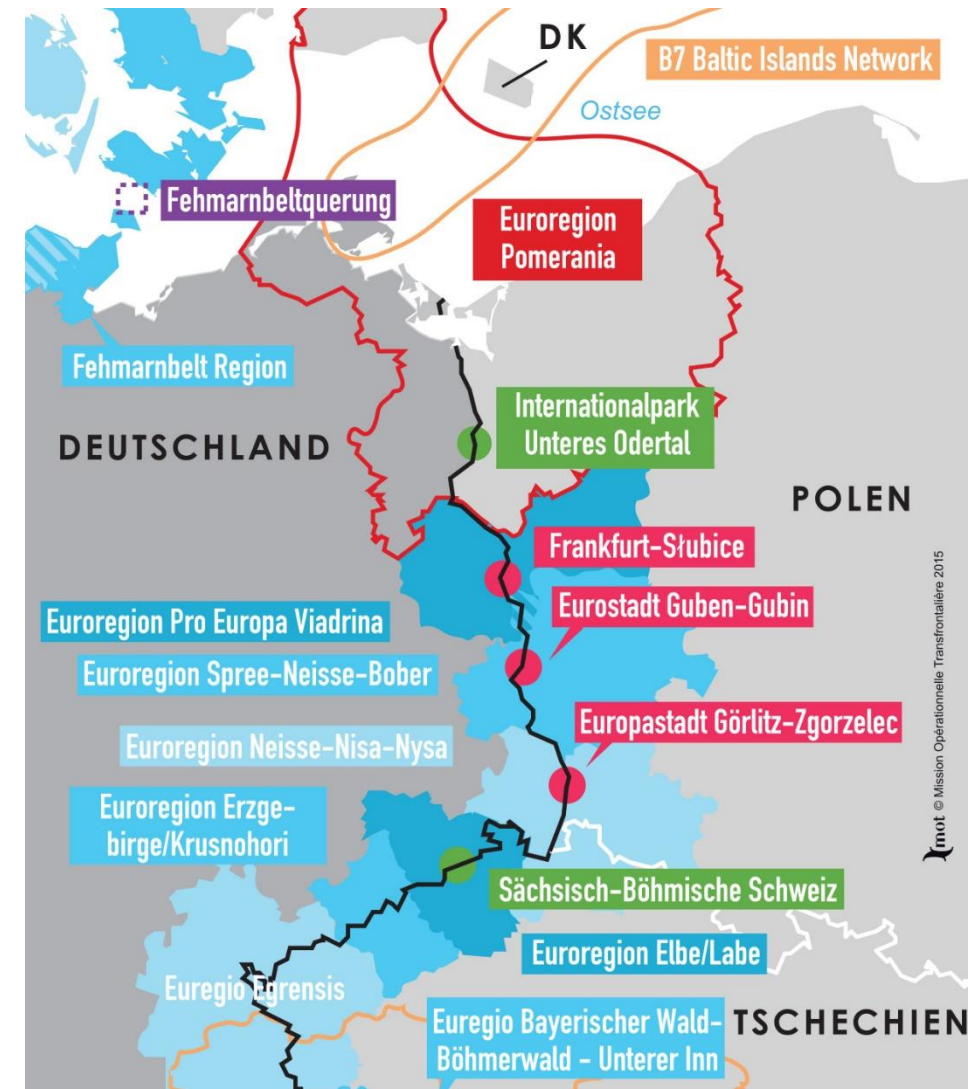 DK
B7 Baltic Islands Network
Ostsee
Fehmarnbeltquerung
Euroregion
Pomerania
Fehmarnbelt Region
Internationalpark
Unteres Odertal
DEUTSCHLAND
POLEN
Frankfurt-Słubice
Eurostadt Guben-Gubin
Euroregion Pro Europa Viadrina
Euroregion Spree-Neisse-Bober
Europastadt Görlitz-Zgorzelec
Euroregion Neisse-Nisa-Nysa
Euroregion Erzge-
birge/Krusnohori
Sächsisch-Böhmische Schweiz
Euroregion Elbe/Labe
Euregio Egrensis
Euregio Bayerischer Wald-
Böhmerwald - Unterer Inn
TSCHECHIEN
mot © Mission Opérationnelle Transfrontalière 2015